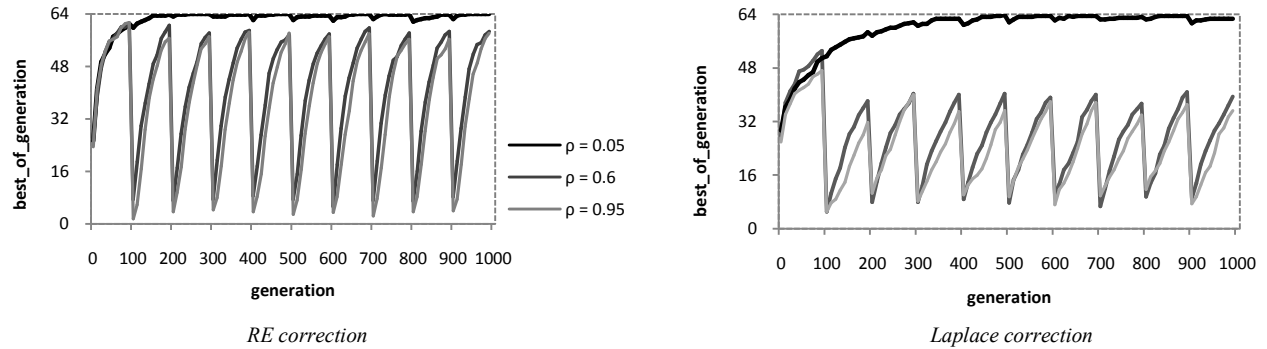 64
48
32
16
0
best_of_generation
0 100 200 300 400 500 600 700 800 900 1000
generation
ρ = 0.05
ρ = 0.6
ρ = 0.95
RE correction
64
48
32
16
0
best_of_generation
0 100 200 300 400 500 600 700 800 900 1000
generation
Laplace correction